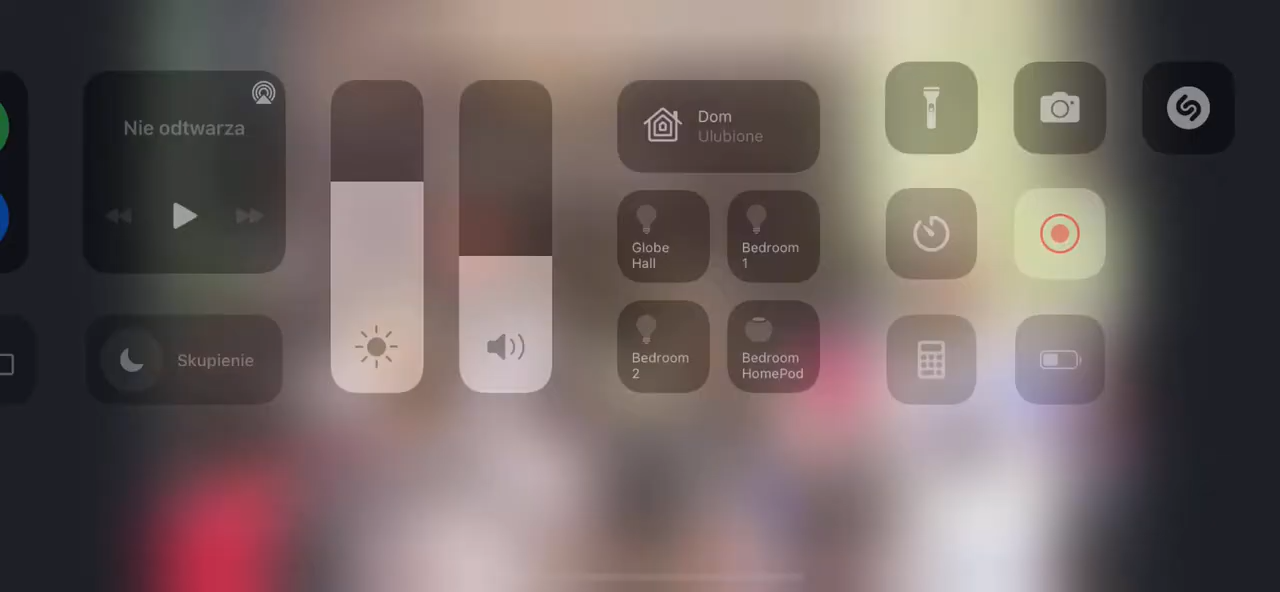 Nie odtwarza
Skupienie
Dom
Ulubione
Globe
Hall
Bedroom
1
Bedroom
2
Bedroom
HomePod